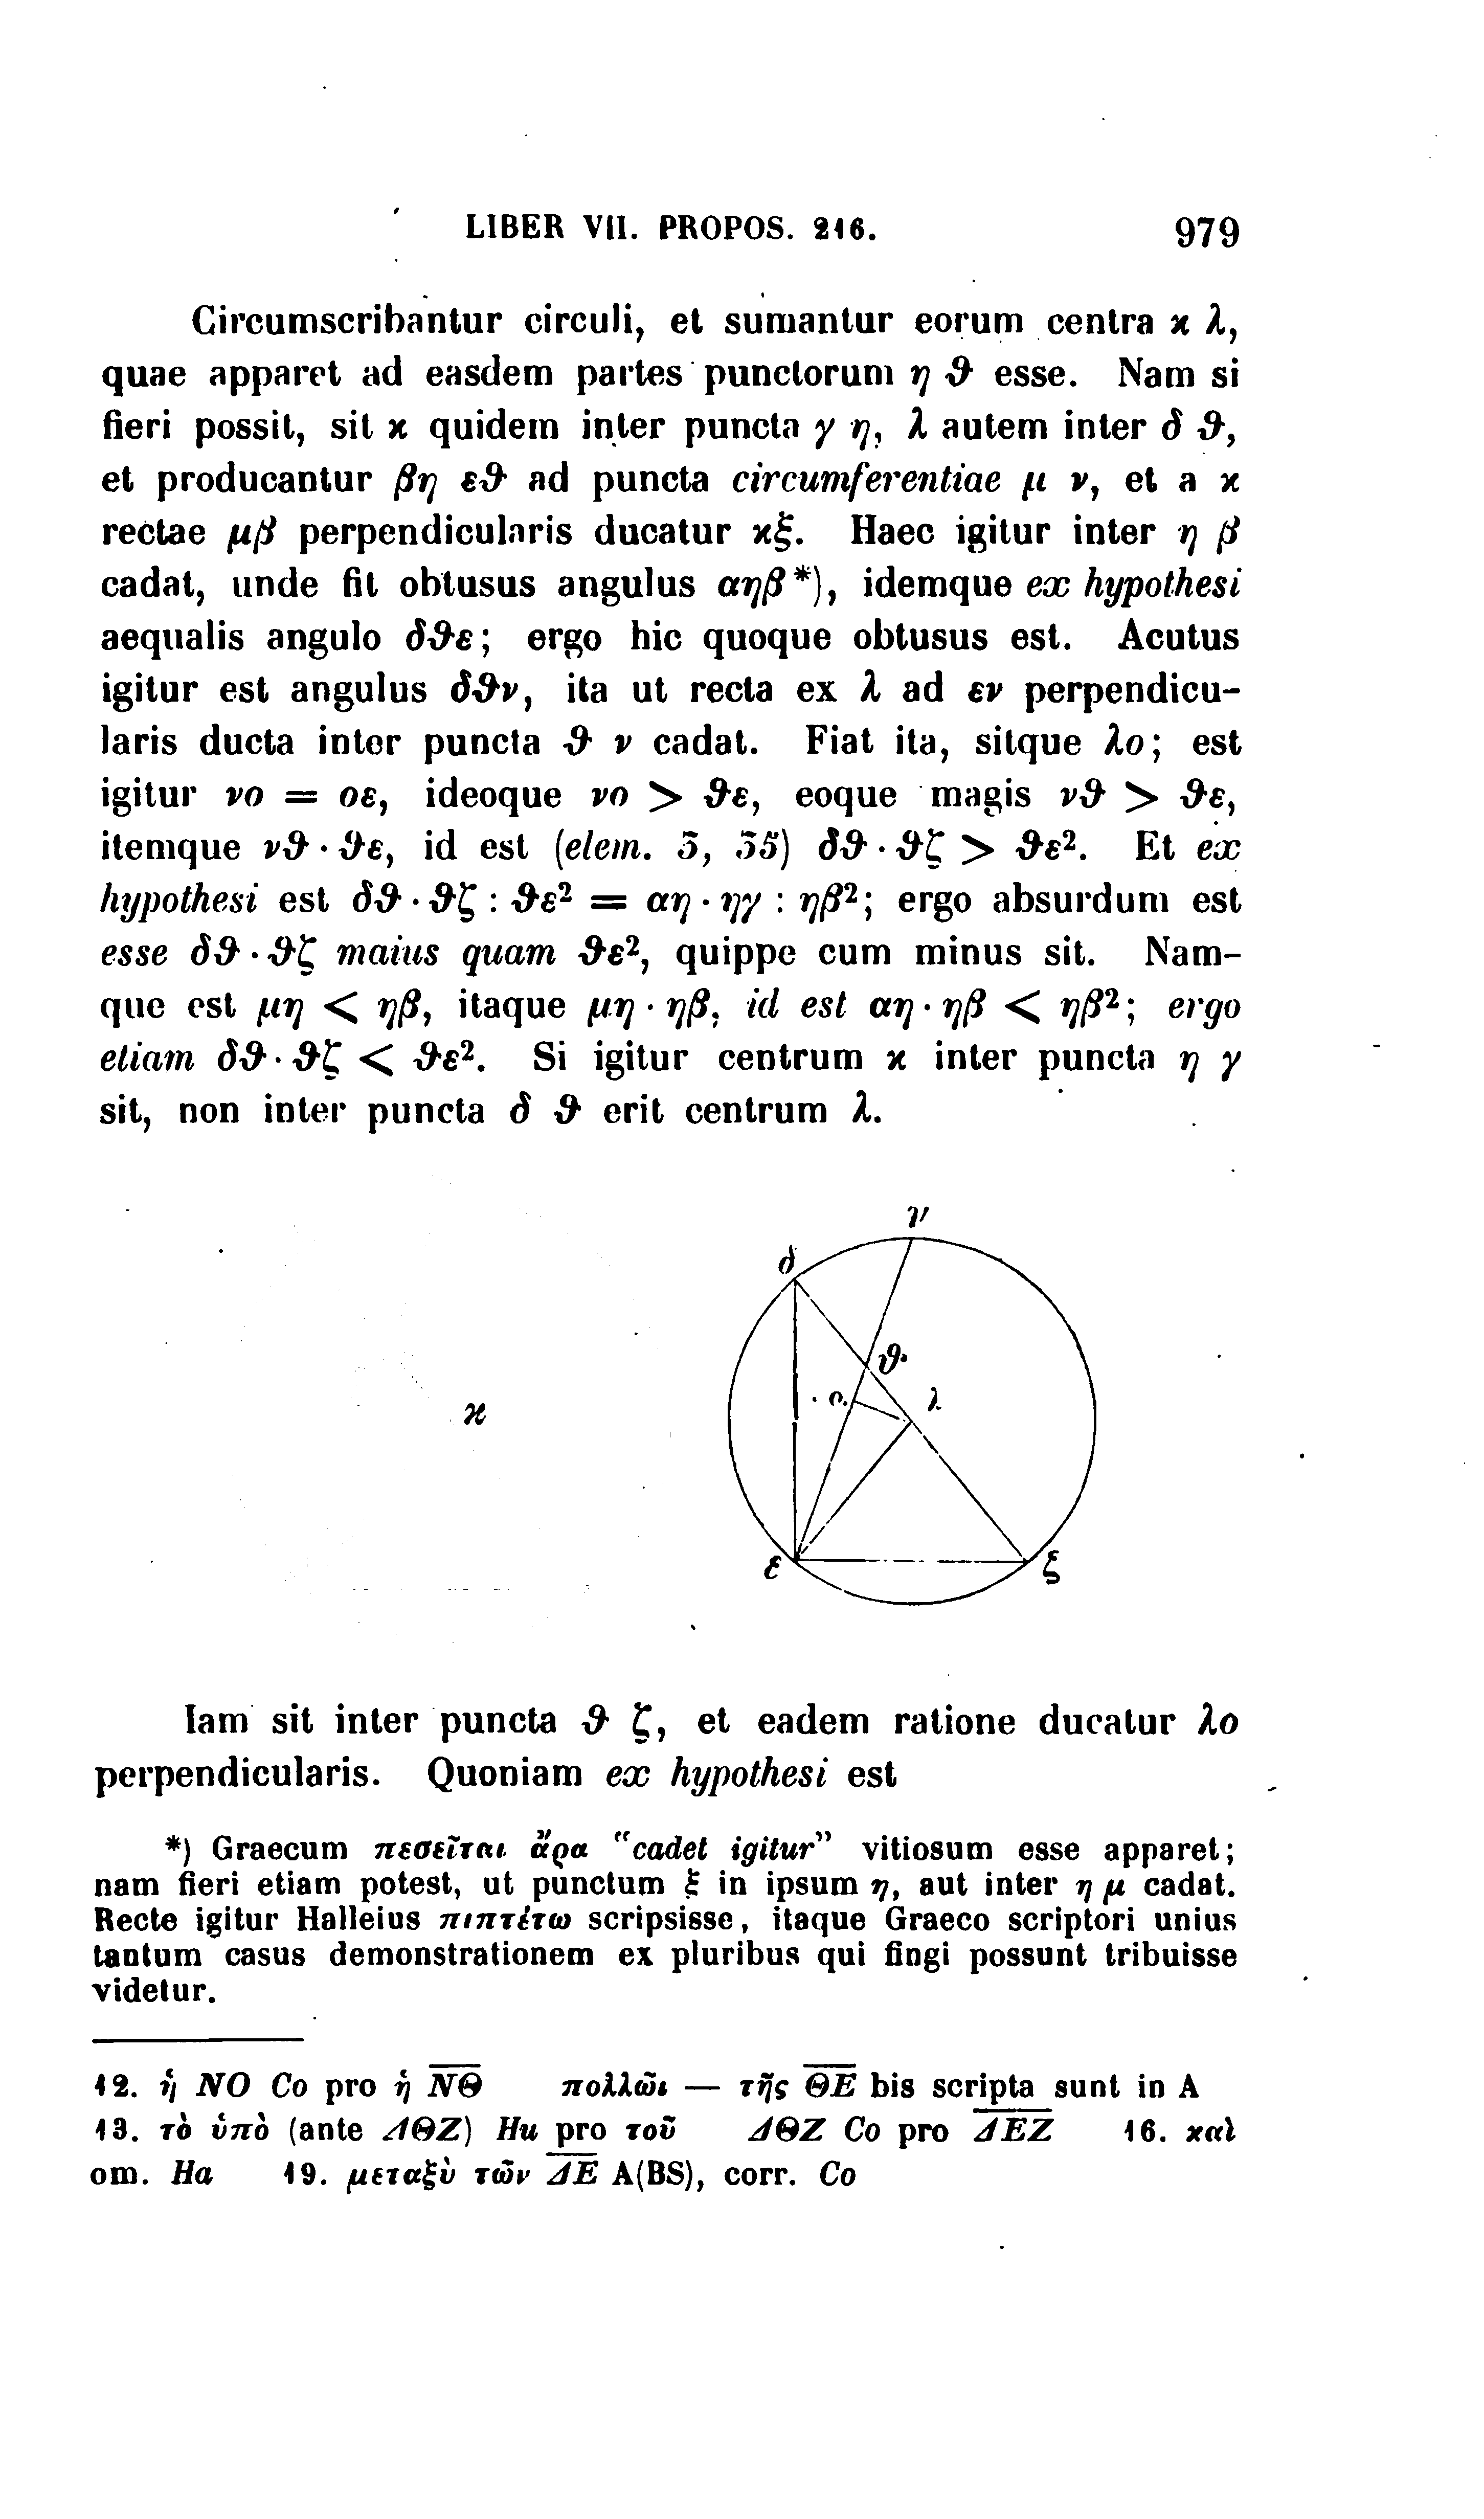 LIBER VII. PROPOS. 216. 979
Circumscribantur circuli, et sumantur eorum centra ϰ λ,
quae apparet ad easdem partes punctorum η ϑ esse. Nam si
fieri possit, sit ϰ quidem inter puncta γ η, λ autem inter δ ϑ,
et producantur βη εϑ ad puncta circumferentiae μ ν, et a ϰ
rectae μβ perpendicularis ducatur ϰξ. Haec igitur inter η β
cadat, unde fit obtusus angulus αηβ*), idemque ex hypothesi
aequalis angulo δϑε; ergo hic quoque obtusus est. Acutus
igitur est angulus δϑν, ita ut recta ex λ ad εν perpendicu-
laris ducta inter puncta ϑ ν cadat. Fiat ita, sitque λο; est
igitur νο = οε, ideoque νο > ϑε, eoque magis νϑ > ϑε,
itemque νϑ · ϑε, id est (elem. 3, 35) δϑ · ϑζ > ϑε². Et ex
hypothesi est δϑ · ϑζ : ϑε² = αη · ηγ : ηβ²; ergo absurdum est
esse δϑ · ϑζ maius quam ϑε², quippe cum minus sit. Nam-
que est μη < ηβ, itaque μη · ηβ, id est αη · ηβ < ηβ²; ergo
etiam δϑ · ϑζ < ϑε². Si igitur centrum ϰ inter puncta η γ
sit, non inter puncta δ ϑ erit centrum λ.
ν
δ
ϑ
ο λ
ϰ
ε ξ
Iam sit inter puncta ϑ ζ, et eadem ratione ducatur λο
perpendicularis. Quoniam ex hypothesi est
*) Graecum πεσεῖται ἄρα "cadet igitur" vitiosum esse apparet;
nam fieri etiam potest, ut punctum ξ in ipsum η, aut inter η μ cadat.
Recte igitur Halleius πιπτέτω scripsisse, itaque Graeco scriptori unius
tantum casus demonstrationem ex pluribus qui fingi possunt tribuisse
videtur.
12. ἡ ΝΟ Co pro ἡ ΝΘ πολλῶι — τῆς ΘΕ bis scripta sunt in A
13. τὸ ὑπὸ (ante ΔΘΖ) Hu pro τοῦ ΔΘΖ Co pro ΔΕΖ 16. καὶ
om. Ha 19. μεταξὺ τῶν ΔΕ A(BS), corr. Co